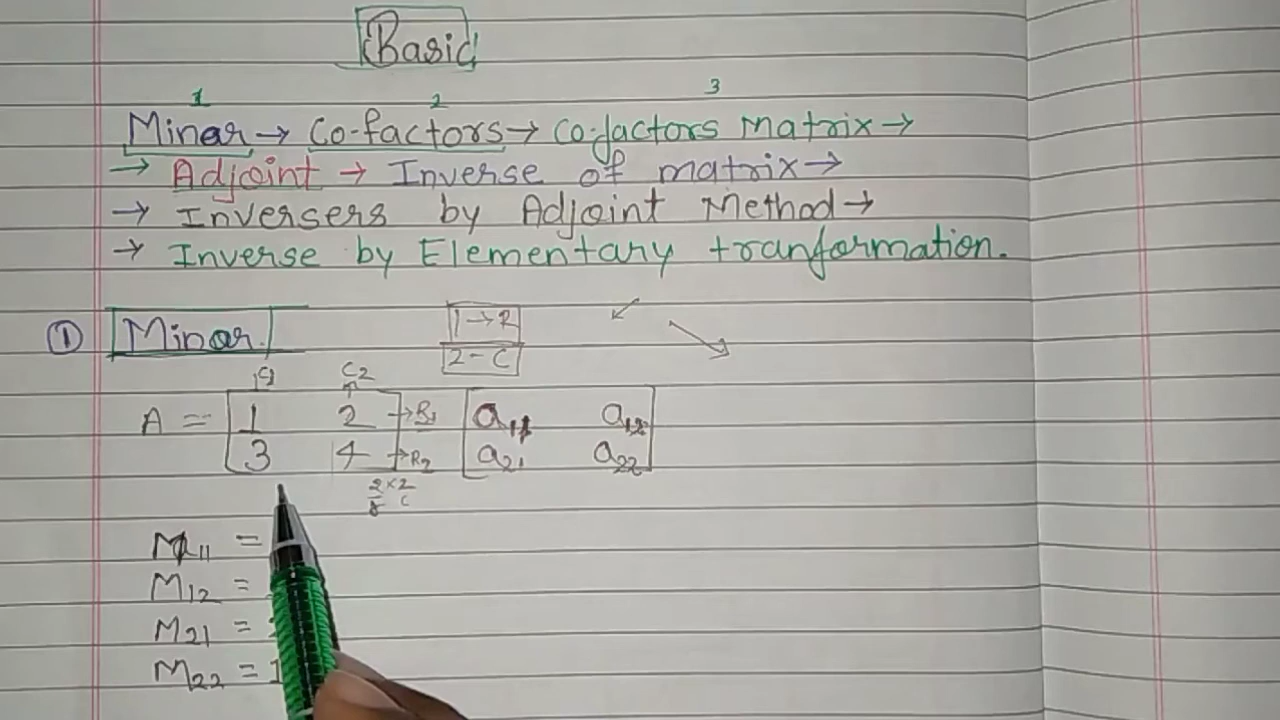 Basic
1 2 3
Minor → Co-factors → Co-factors Matrix →
→ Adjoint → Inverse of matrix →
→ Inversers by Adjoint Method →
→ Inverse by Elementary tranformation.
① Minor.
1 → R
2 - C
C1 C2
A = 1 2 → R1 a11 a12
3 4 → R2 a21 a22
2 × 2
r c
M11 =
M12 =
M21 =
M22 = 1